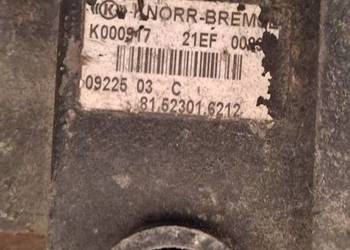 KNORR-BREMSE
K000917 21EF
09225 03 C
81.52301.6212